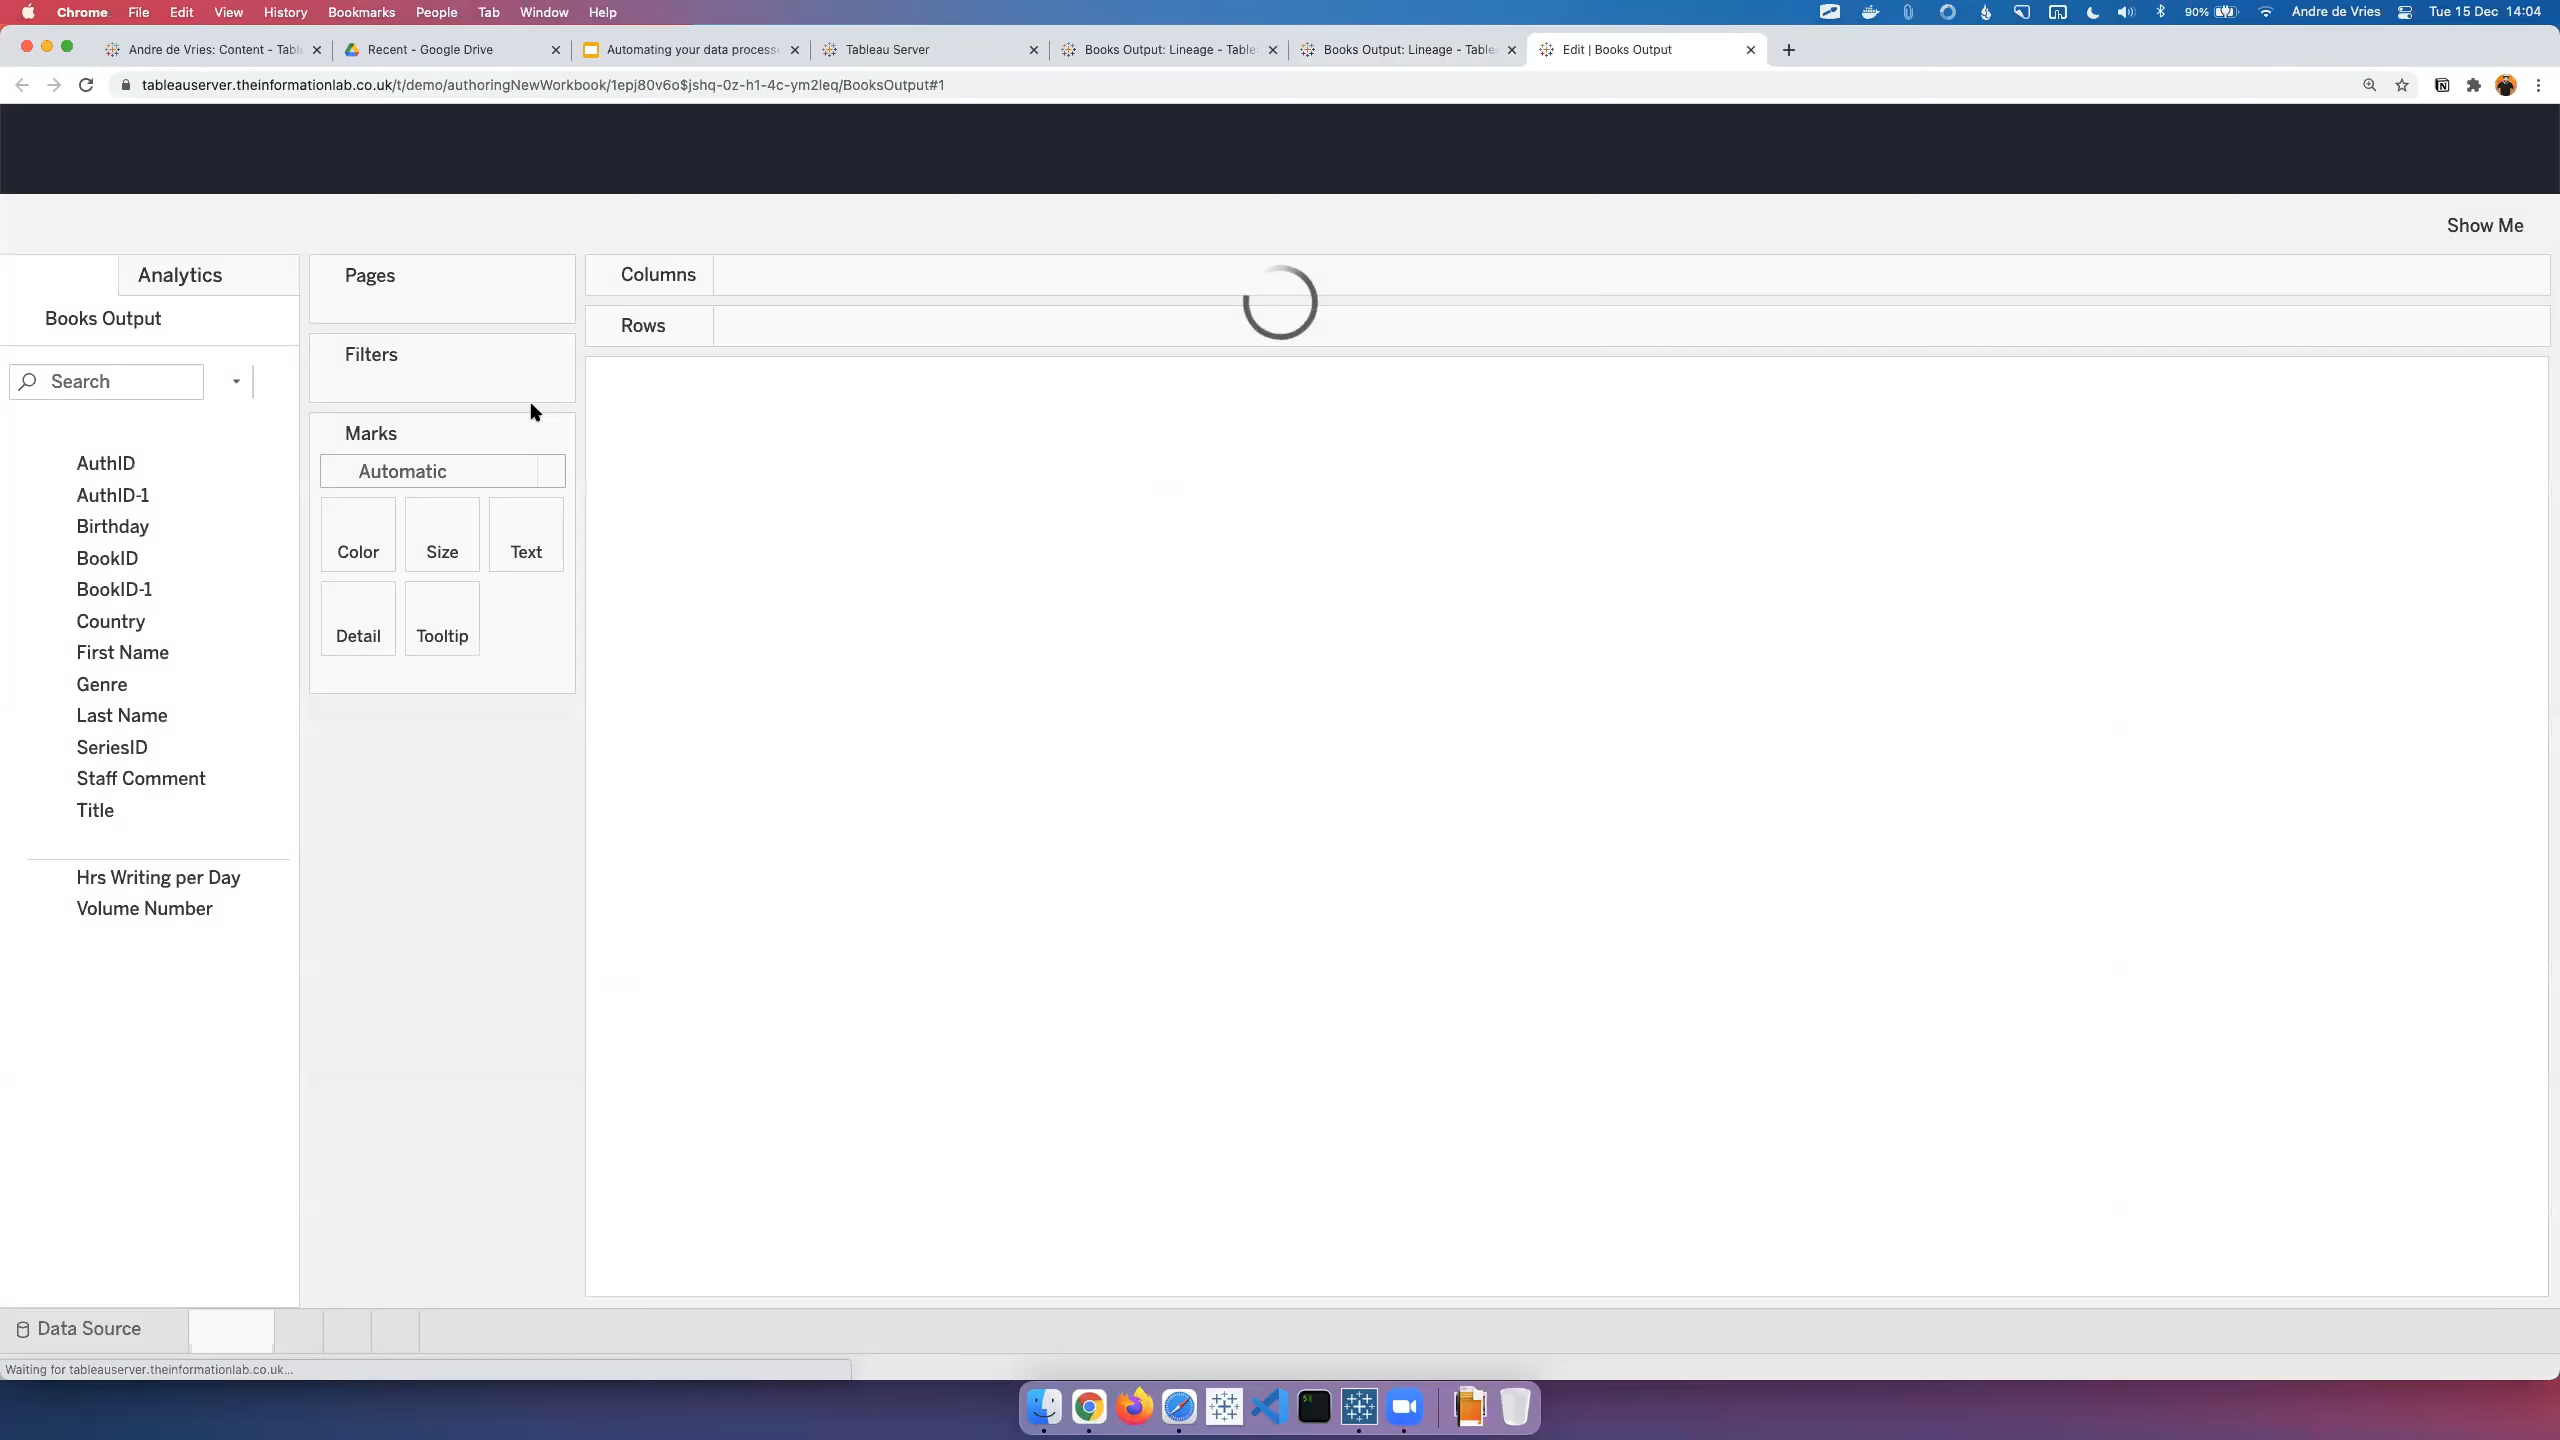 Chrome File Edit View History Bookmarks People Tab Window Help 90% Andre de Vries Tue 15 Dec 14:04
Andre de Vries: Content - Table Recent - Google Drive Automating your data process Tableau Server Books Output: Lineage - Table Books Output: Lineage - Table Edit | Books Output
tableauserver.theinformationlab.co.uk/t/demo/authoringNewWorkbook/1epj80v6o$jshq-0z-h1-4c-ym2leq/BooksOutput#1
Show Me
Analytics
Books Output
Search
AuthID
AuthID-1
Birthday
BookID
BookID-1
Country
First Name
Genre
Last Name
SeriesID
Staff Comment
Title
Hrs Writing per Day
Volume Number
Pages
Filters
Marks
Automatic
Color Size Text
Detail Tooltip
Columns
Rows
Data Source
Waiting for tableauserver.theinformationlab.co.uk...